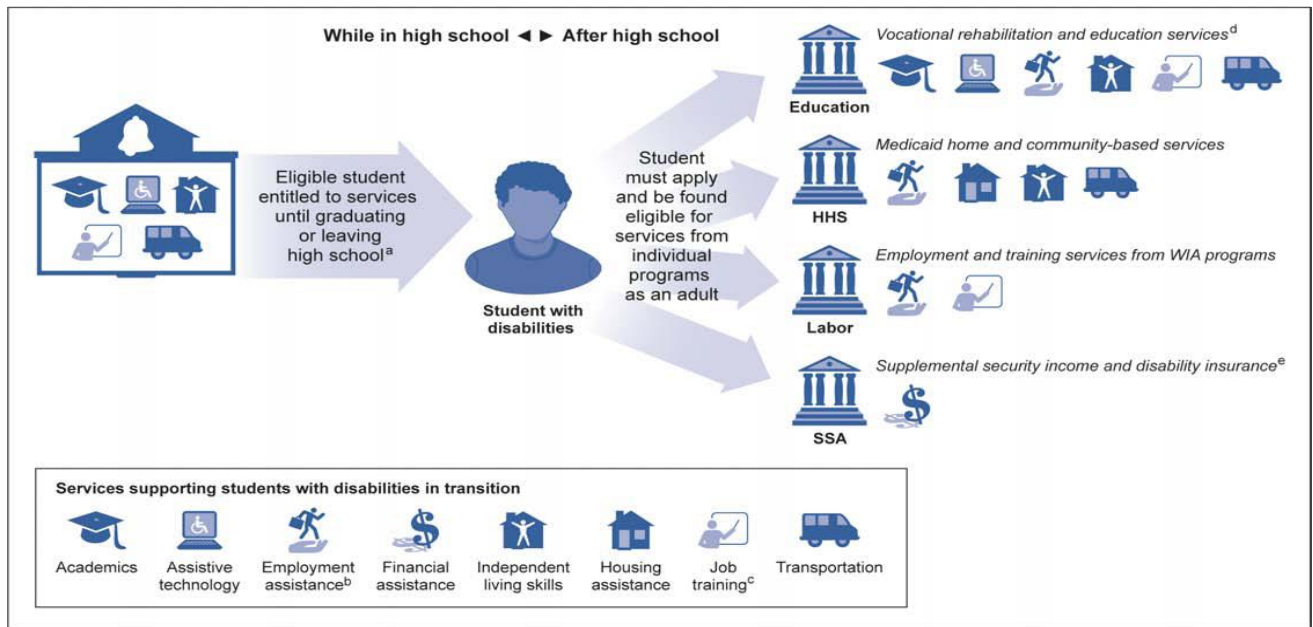 While in high school ◄ ► After high school
Eligible student
entitled to services
until graduating
or leaving
high schoolᵃ
Student with
disabilities
Student
must apply
and be found
eligible for
services from
individual
programs
as an adult
Vocational rehabilitation and education servicesᵈ
Education
Medicaid home and community-based services
HHS
Employment and training services from WIA programs
Labor
Supplemental security income and disability insuranceᵉ
SSA
Services supporting students with disabilities in transition
Academics
Assistive
technology
Employment
assistanceᵇ
Financial
assistance
Independent
living skills
Housing
assistance
Job
trainingᶜ
Transportation